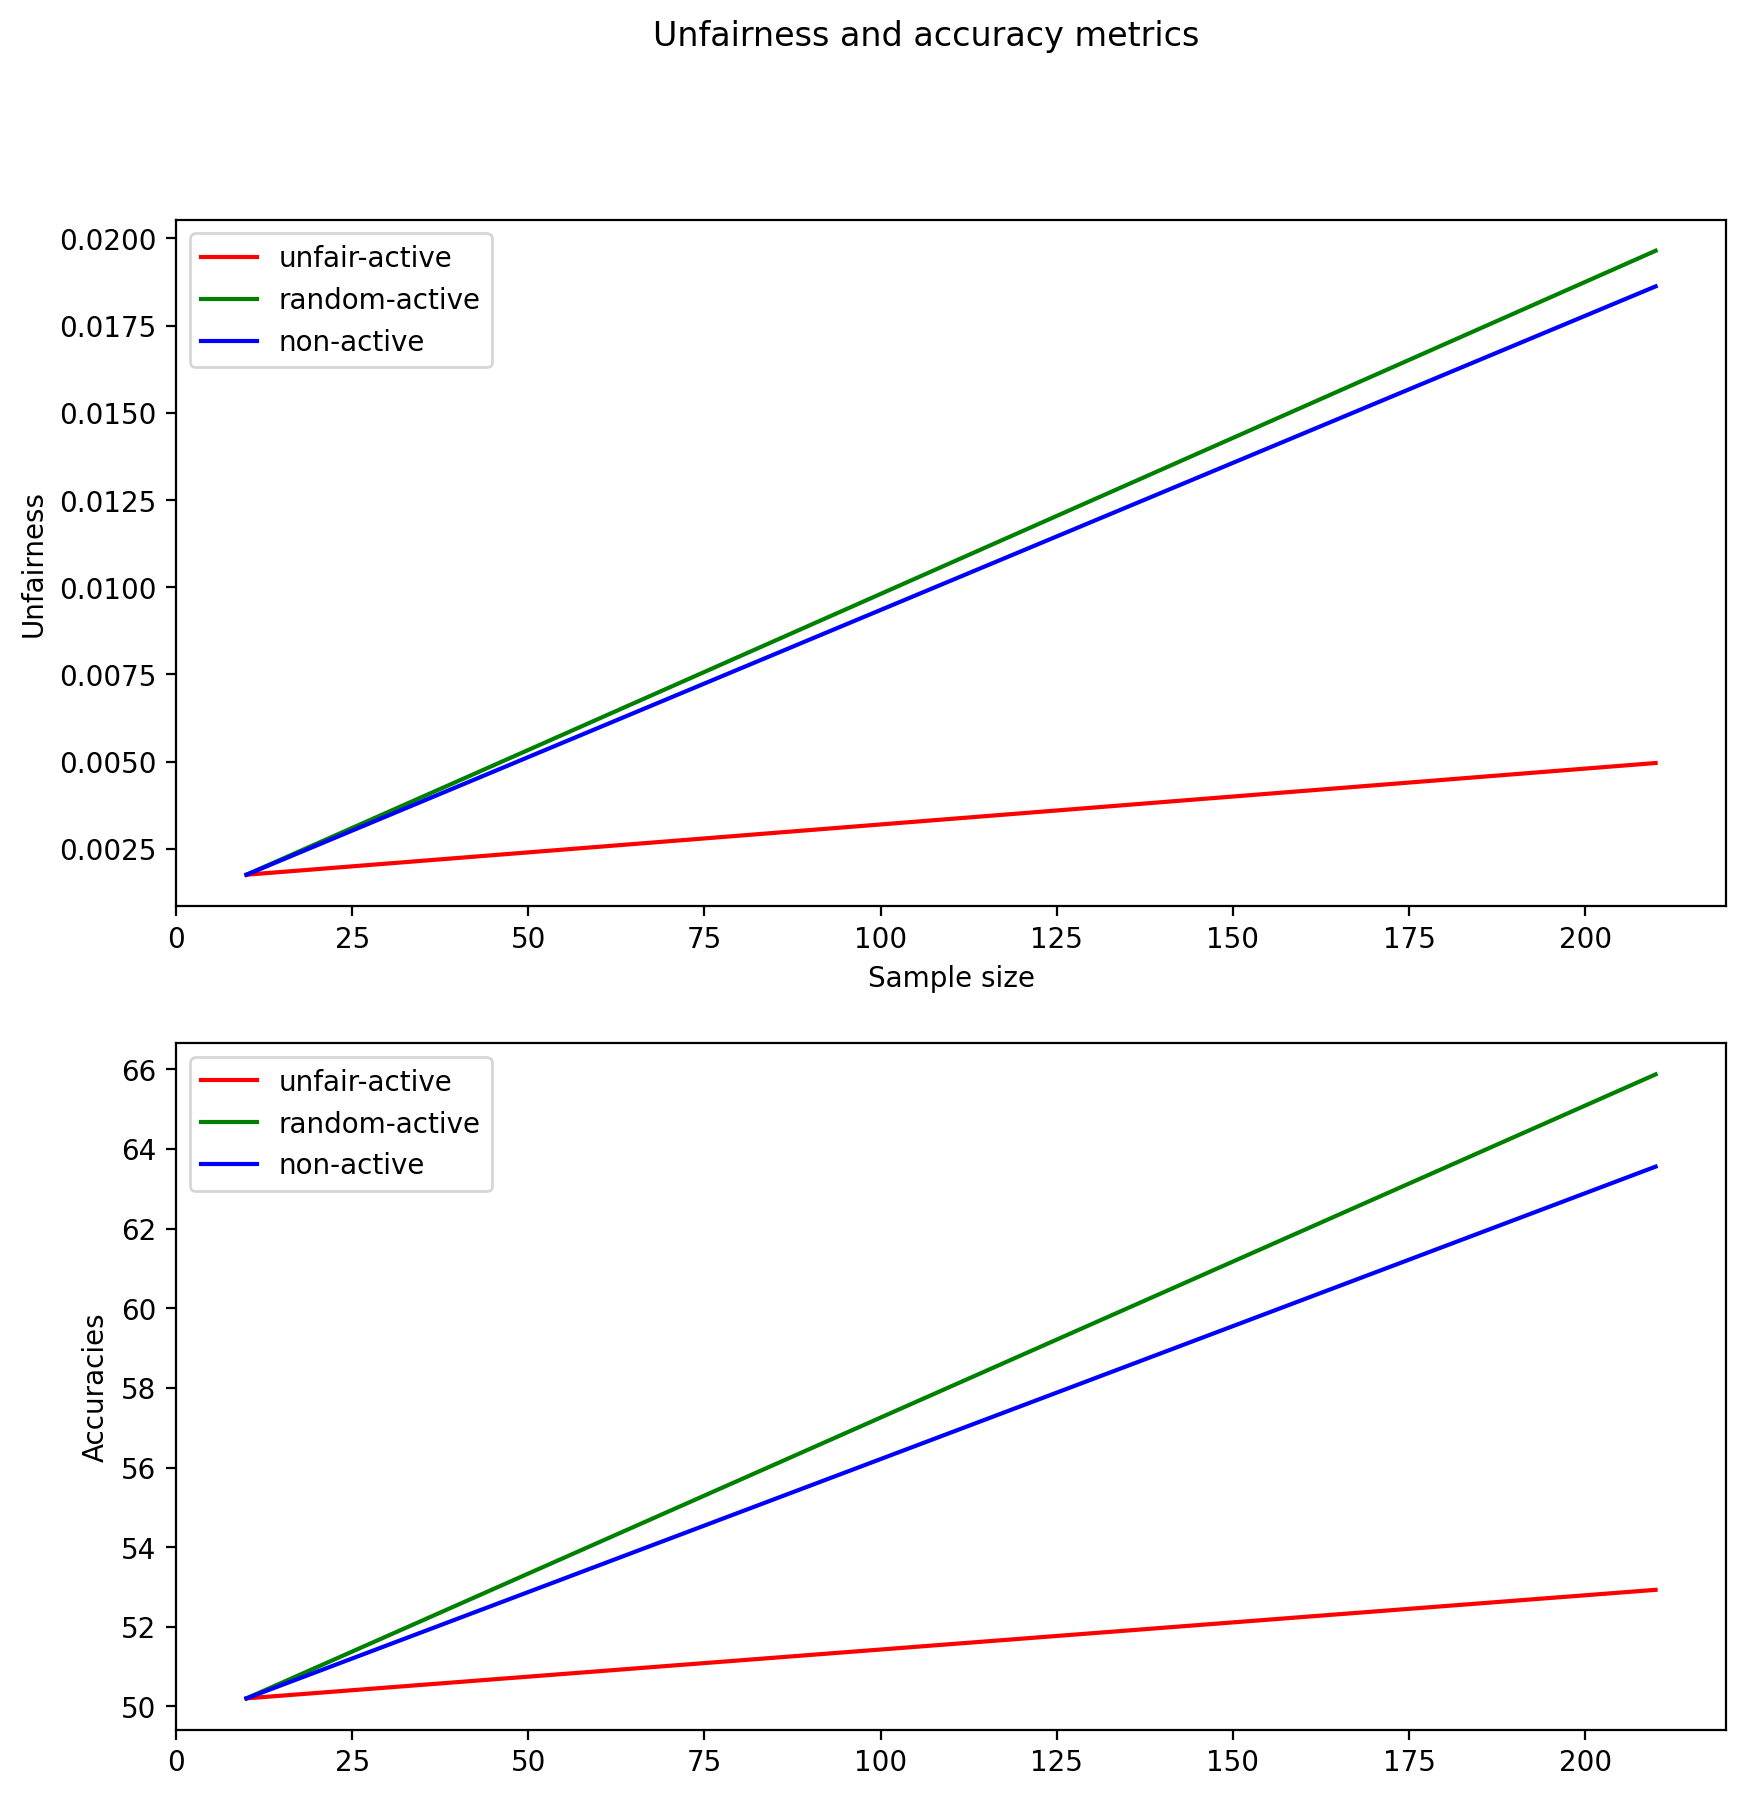 Unfairness and accuracy metrics
0.0200
0.0175
0.0150
0.0125
0.0100
0.0075
0.0050
0.0025
Unfairness
unfair-active
random-active
non-active
0 25 50 75 100 125 150 175 200
Sample size
66
64
62
60
58
56
54
52
50
Accuracies
unfair-active
random-active
non-active
0 25 50 75 100 125 150 175 200